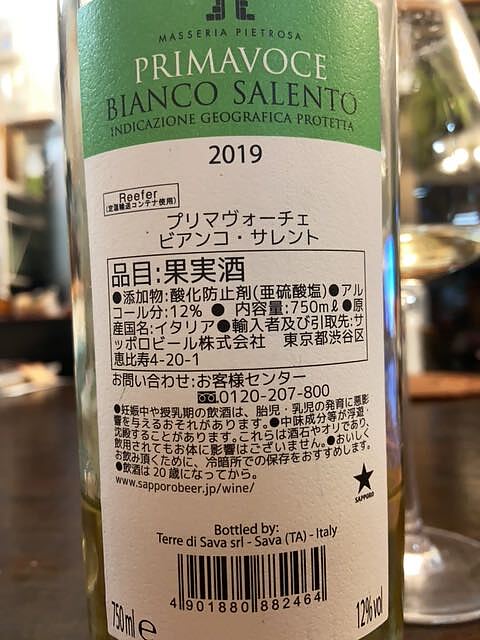 MASSERIA PIETROSA
PRIMAVOCE
BIANCO SALENTO
INDICAZIONE GEOGRAFICA PROTETTA
2019
Reefer
(定温輸送コンテナ使用)
プリマヴォーチェ
ビアンコ・サレント
品目:果実酒
●添加物:酸化防止剤(亜硫酸塩)●アル
コール分:12% ● 内容量:750mℓ ●原
産国名:イタリア●輸入者及び引取先:サ
ッポロビール株式会社 東京都渋谷区
恵比寿4-20-1
お問い合わせ:お客様センター
0120-207-800
●妊娠中や授乳期の飲酒は、胎児・乳児の発育に悪影
響を与えるおそれがあります。●中味成分等が浮遊・
沈殿することがあります。これらは酒石やオリであり、
飲用されてもお体に影響はございません。●おいしく
お飲み頂くために、冷暗所での保存をおすすめします。
●飲酒は20歳になってから。
www.sapporobeer.jp/wine/
SAPPORO
Bottled by:
Terre di Sava srl - Sava (TA) - Italy
4 901880 882464
750 ml e
12% vol